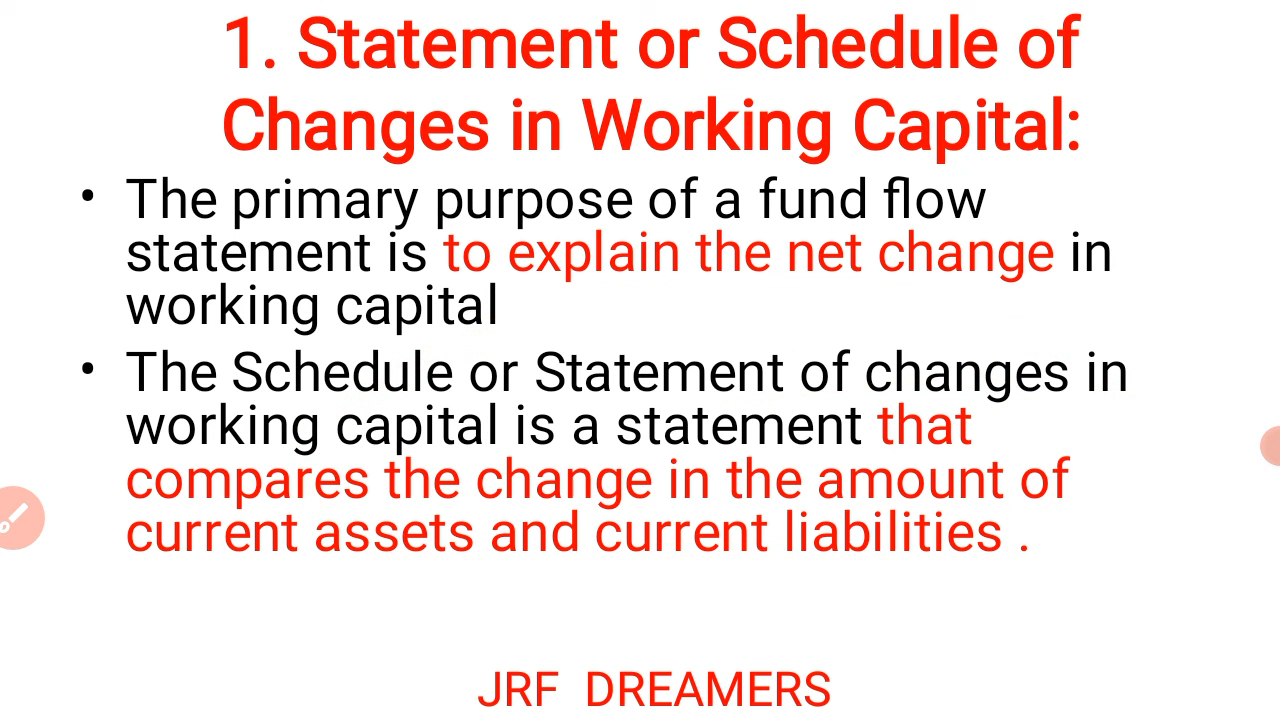 1. Statement or Schedule of
Changes in Working Capital:
• The primary purpose of a fund flow
statement is to explain the net change in
working capital
• The Schedule or Statement of changes in
working capital is a statement that
compares the change in the amount of
current assets and current liabilities .
JRF DREAMERS